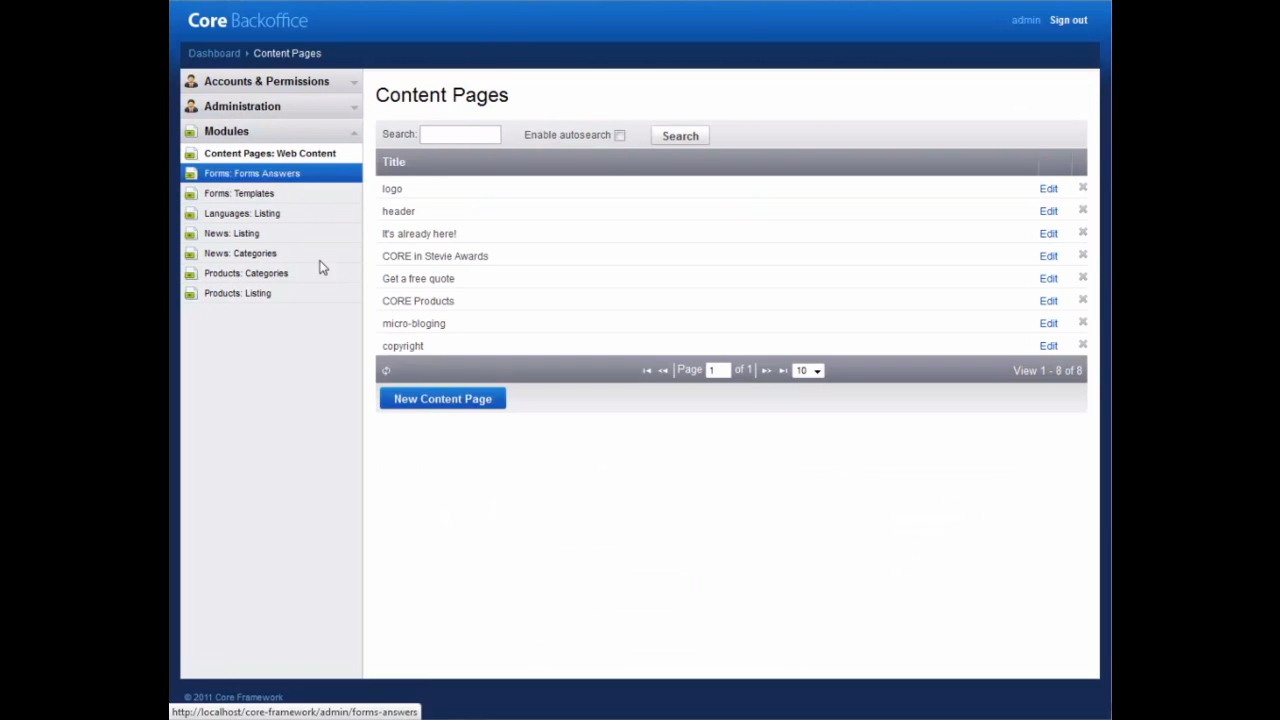 Core Backoffice
admin Sign out
Dashboard Content Pages
Accounts & Permissions
Administration
Modules
Content Pages: Web Content
Forms: Forms Answers
Forms: Templates
Languages: Listing
News: Listing
News: Categories
Products: Categories
Products: Listing
Content Pages
Search: Enable autosearch Search
Title
logo Edit
header Edit
It's already here! Edit
CORE in Stevie Awards Edit
Get a free quote Edit
CORE Products Edit
micro-bloging Edit
copyright Edit
Page 1 of 1 10 View 1 - 8 of 8
New Content Page
© 2011 Core Framework
http://localhost/core-framework/admin/forms-answers